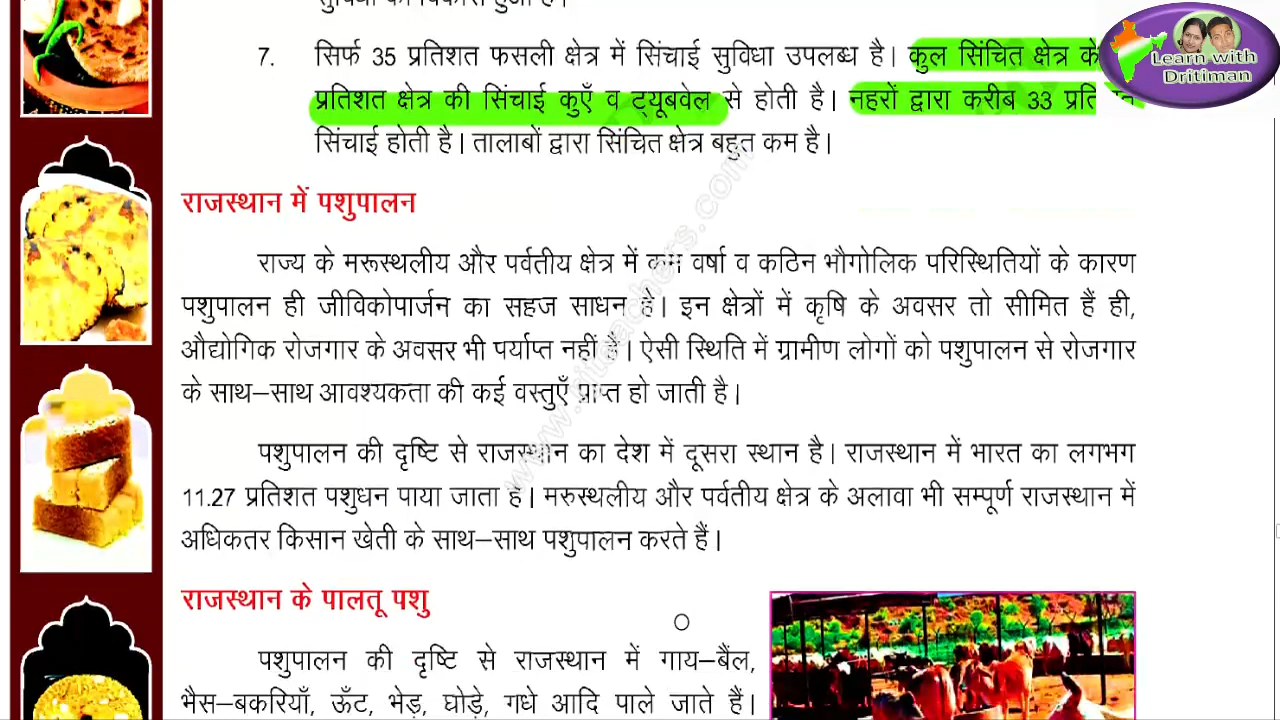 सुविधा का विकास हुआ है।
7. सिर्फ 35 प्रतिशत फसली क्षेत्र में सिंचाई सुविधा उपलब्ध है। कुल सिंचित क्षेत्र के
प्रतिशत क्षेत्र की सिंचाई कुएँ व ट्यूबवेल से होती है। नहरों द्वारा करीब 33
सिंचाई होती है। तालाबों द्वारा सिंचित क्षेत्र बहुत कम है।
Learn with
Dritiman
राजस्थान में पशुपालन
राज्य के मरूस्थलीय और पर्वतीय क्षेत्र में कम वर्षा व कठिन भौगोलिक परिस्थितियों के कारण
पशुपालन ही जीविकोपार्जन का सहज साधन है। इन क्षेत्रों में कृषि के अवसर तो सीमित हैं ही,
औद्योगिक रोजगार के अवसर भी पर्याप्त नहीं हैं। ऐसी स्थिति में ग्रामीण लोगों को पशुपालन से रोजगार
के साथ–साथ आवश्यकता की कई वस्तुएँ प्राप्त हो जाती है।
पशुपालन की दृष्टि से राजस्थान का देश में दूसरा स्थान है। राजस्थान में भारत का लगभग
11.27 प्रतिशत पशुधन पाया जाता है। मरुस्थलीय और पर्वतीय क्षेत्र के अलावा भी सम्पूर्ण राजस्थान में
अधिकतर किसान खेती के साथ–साथ पशुपालन करते हैं।
राजस्थान के पालतू पशु
पशुपालन की दृष्टि से राजस्थान में गाय–बैंल,
भैस–बकरियाँ, ऊँट, भेड़, घोड़े, गधे आदि पाले जाते हैं।